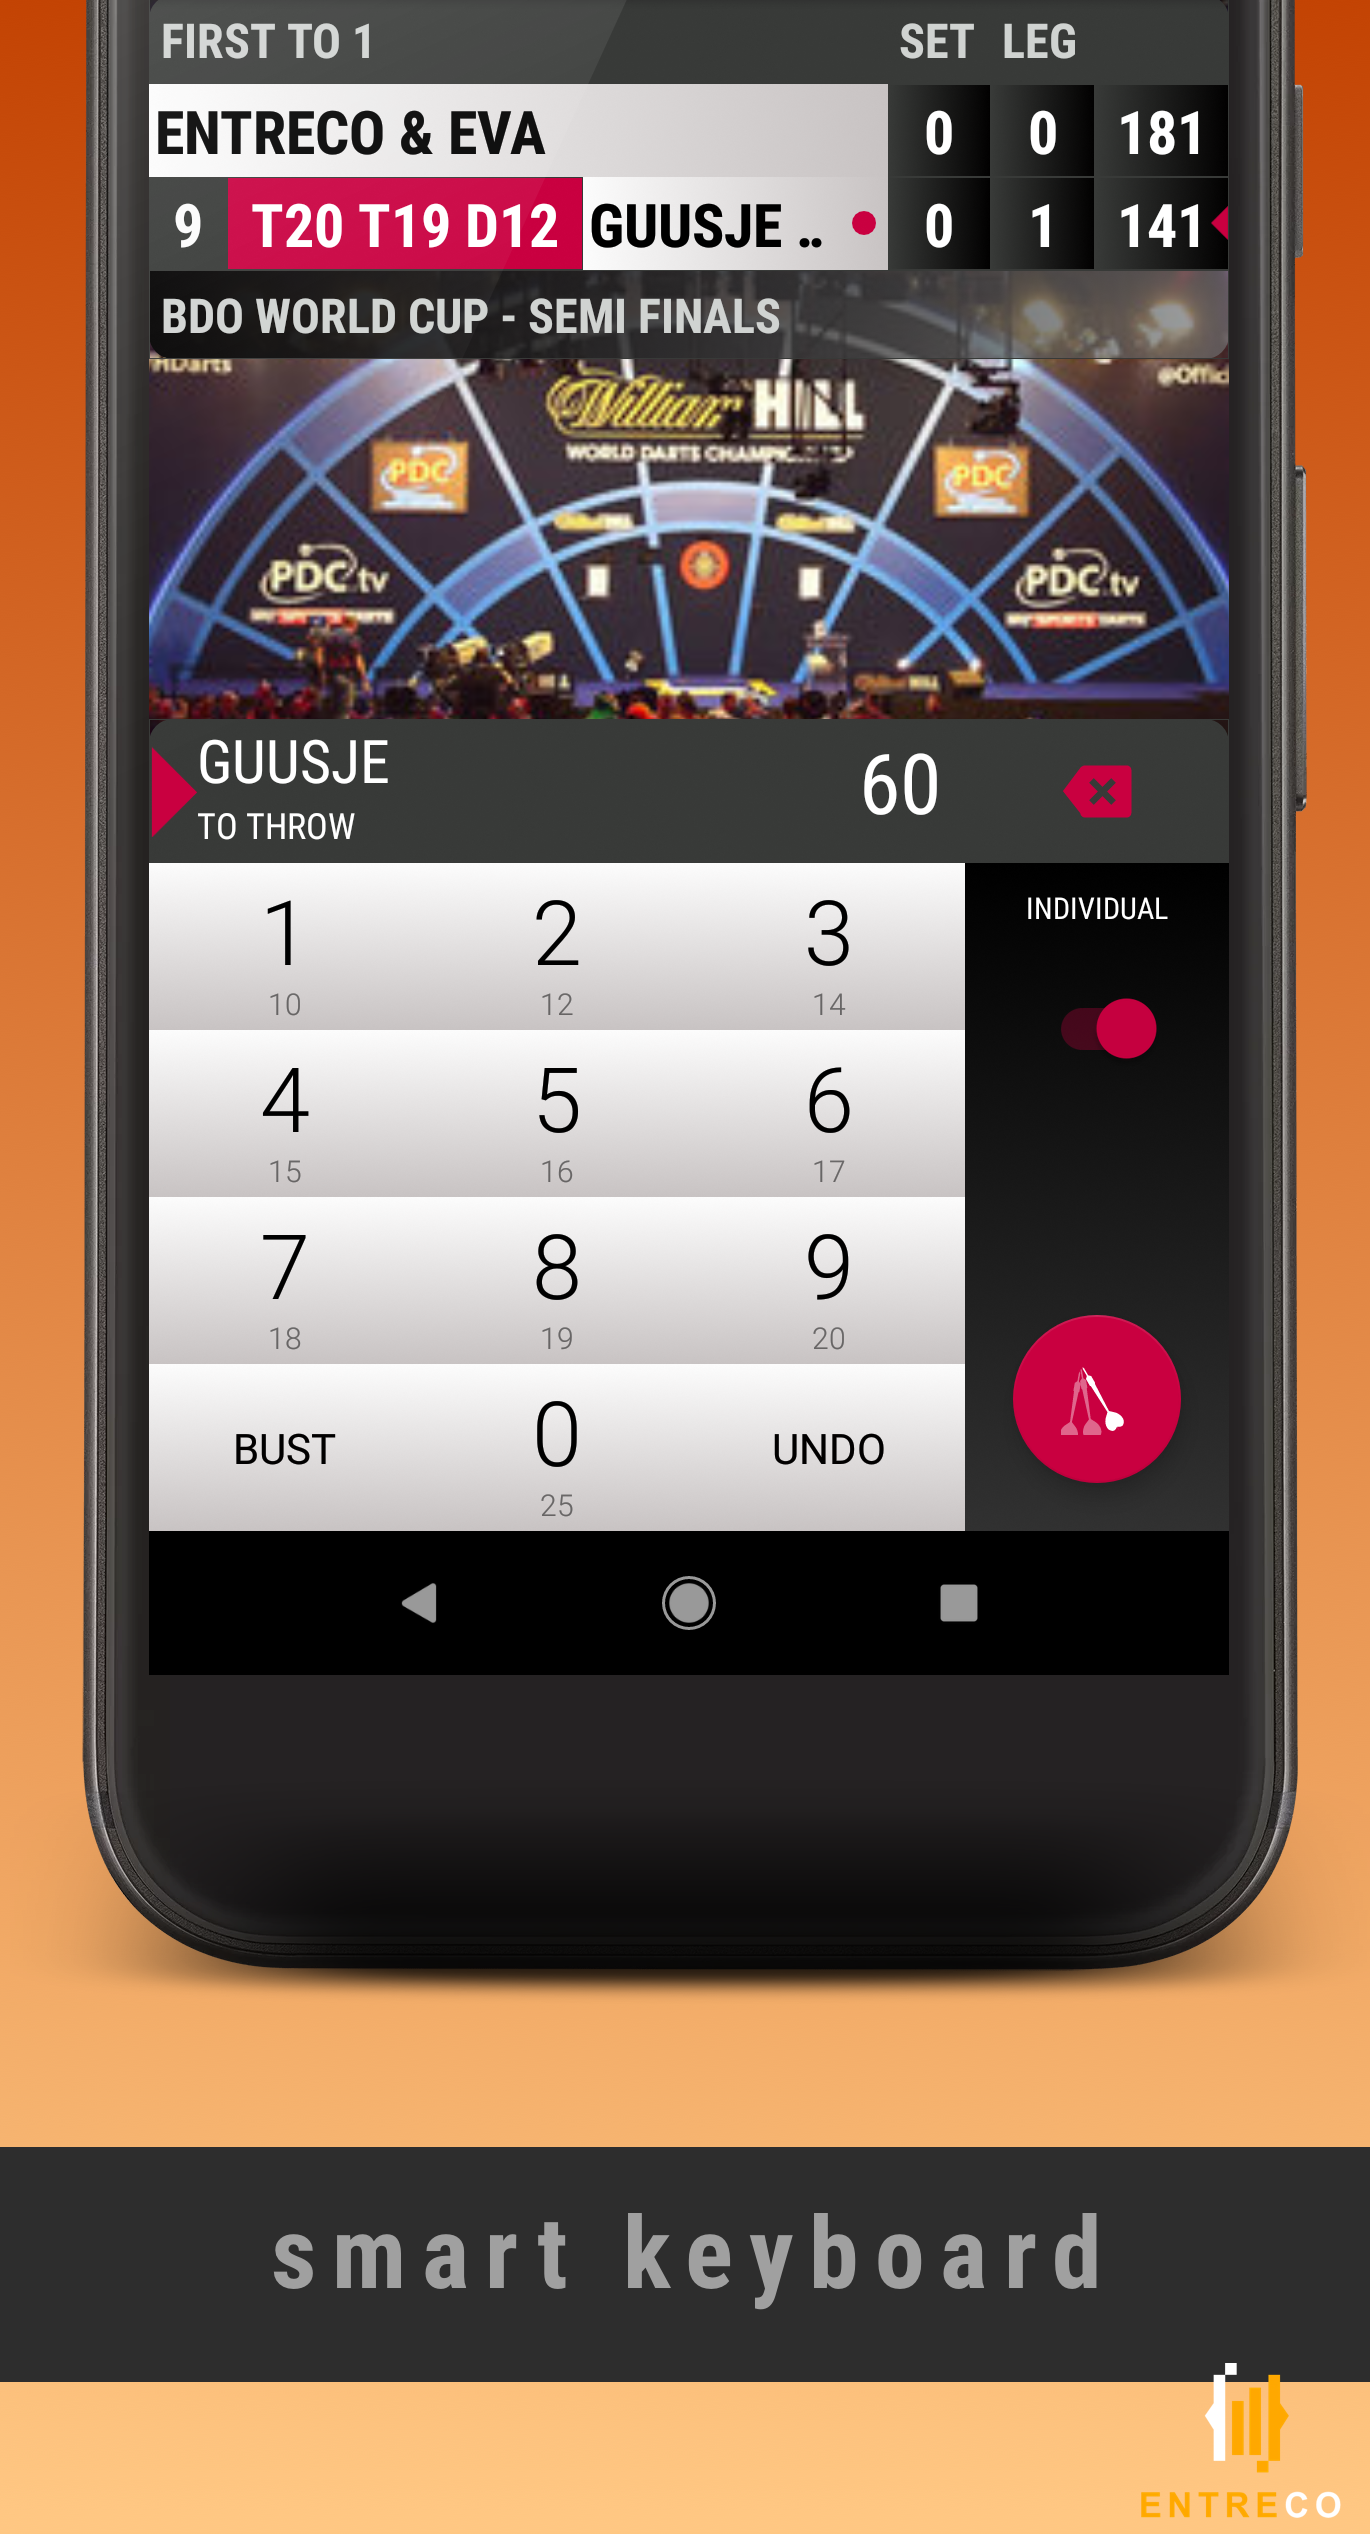 FIRST TO 1 SET LEG
ENTRECO & EVA 0 0 181
9 T20 T19 D12 GUUSJE .. 0 1 141
BDO WORLD CUP - SEMI FINALS
HDarts @Offic
William HILL
WORLD DARTS CHAMPIONSHIP
PDC PDC
PDC.tv PDC.tv
GUUSJE 60
TO THROW
INDIVIDUAL
1 2 3
10 12 14
4 5 6
15 16 17
7 8 9
18 19 20
BUST 0 UNDO
25
smart keyboard
ENTRECO